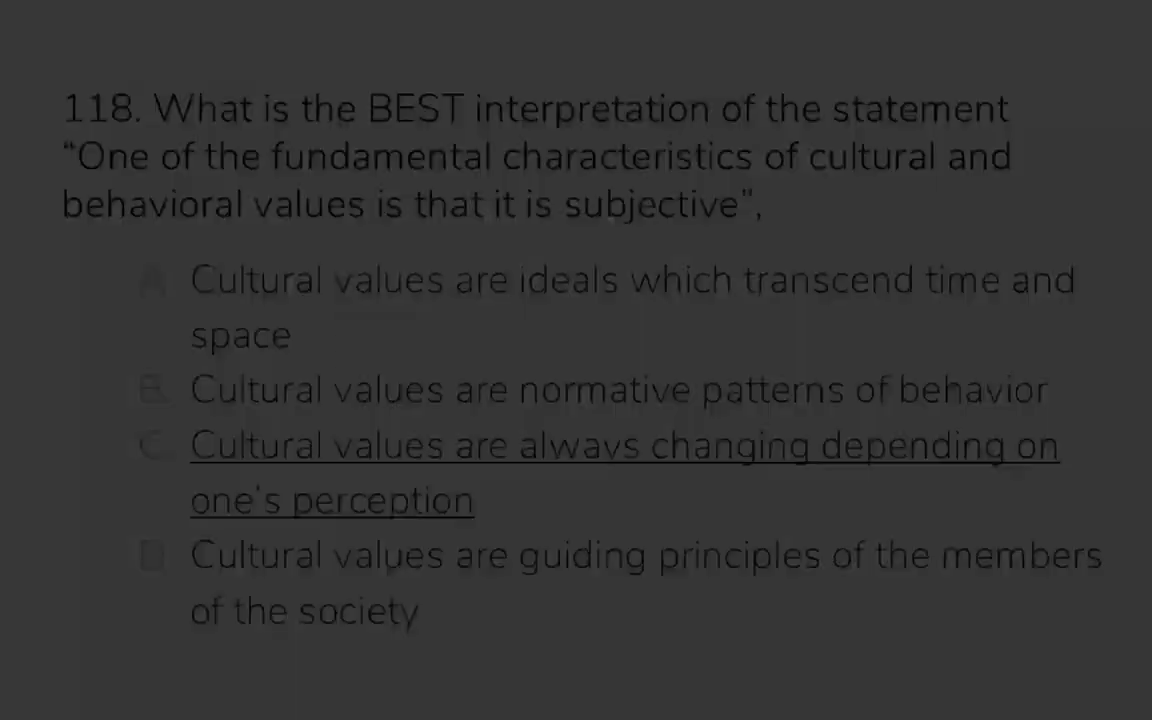 118. What is the BEST interpretation of the statement
“One of the fundamental characteristics of cultural and
behavioral values is that it is subjective”,
A. Cultural values are ideals which transcend time and
space
B. Cultural values are normative patterns of behavior
C. Cultural values are always changing depending on
one's perception
D. Cultural values are guiding principles of the members
of the society